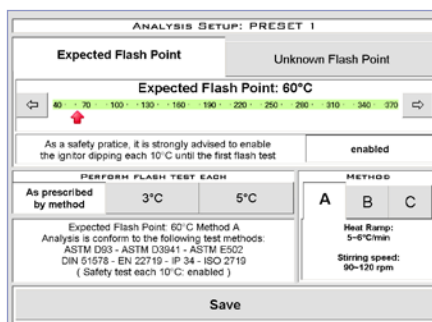 ANALYSIS SETUP: PRESET 1
Expected Flash Point
Unknown Flash Point
Expected Flash Point: 60°C
40 · · 70 · · 100 · · 130 · · 160 · · 190 · · 220 · · 250 · · 280 · · 310 · · 340 · · 370
As a safety pratice, it is strongly advised to enable
the ignitor dipping each 10°C until the first flash test
enabled
PERFORM FLASH TEST EACH
As prescribed
by method
3°C
5°C
METHOD
A
B
C
Expected Flash Point: 60°C Method A
Analysis is conform to the following test methods:
ASTM D93 - ASTM D3941 - ASTM E502
DIN 51578 - EN 22719 - IP 34 - ISO 2719
( Safety test each 10°C: enabled )
Heat Ramp:
5-6°C/min
Stirring speed:
90-120 rpm
Save